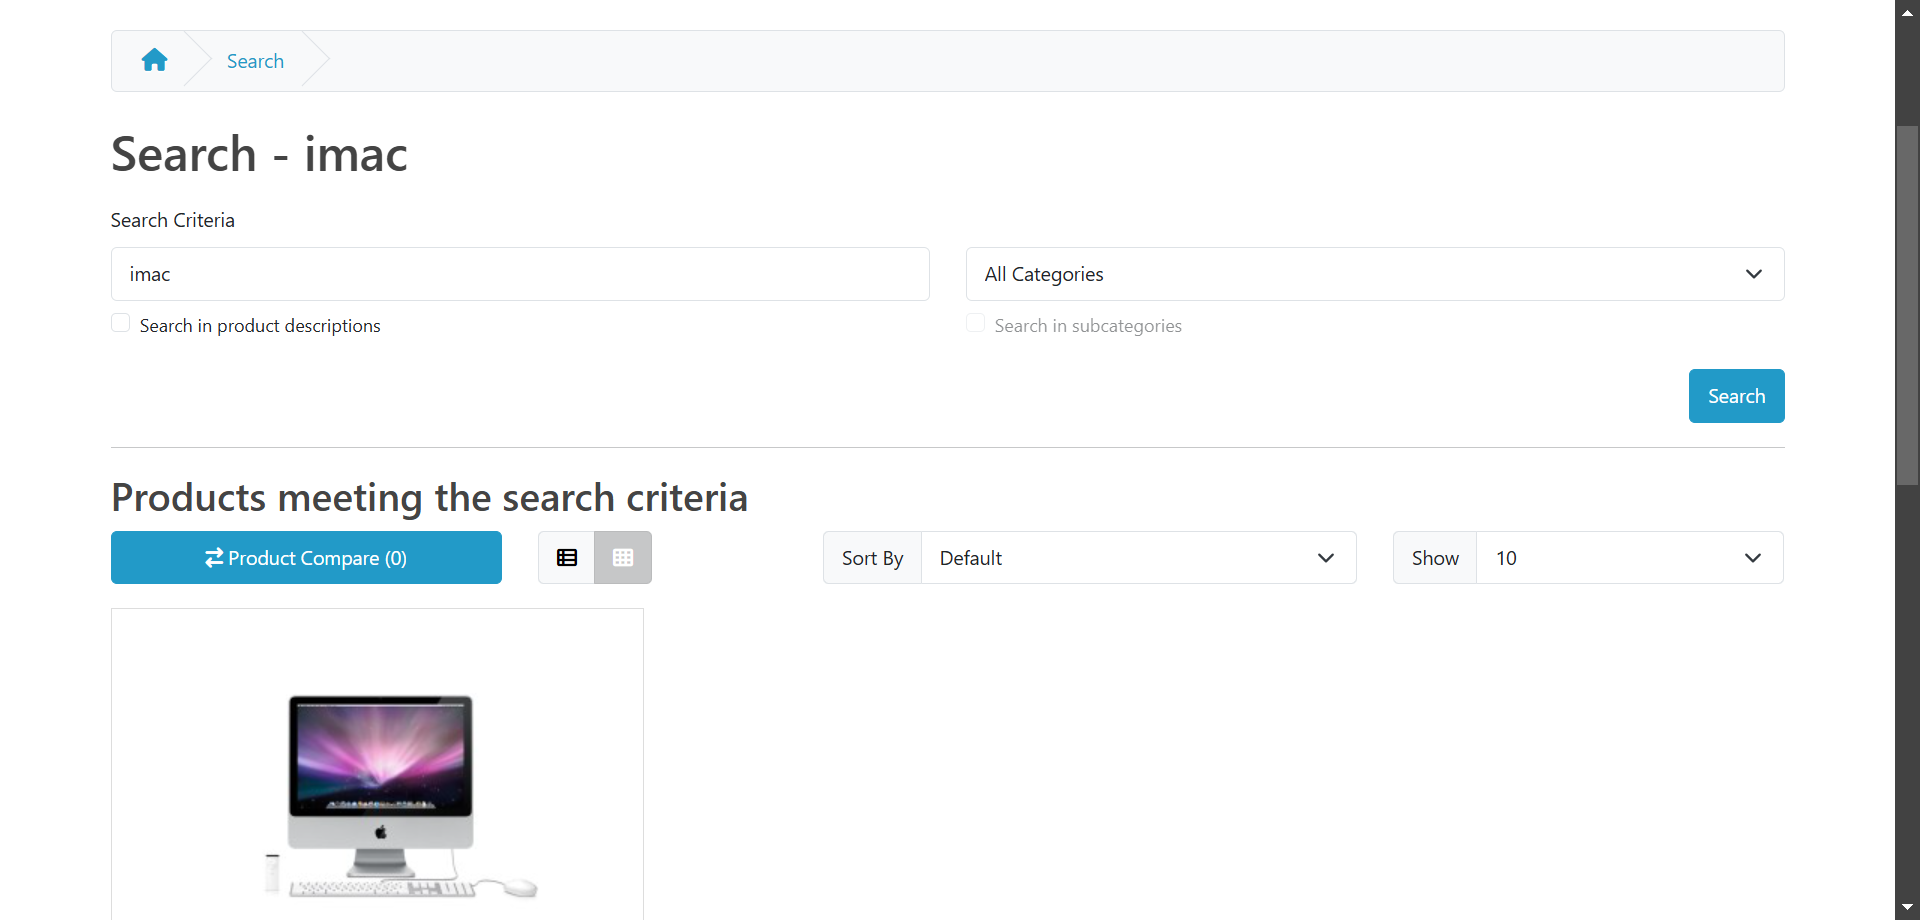 Search
Search - imac
Search Criteria
imac
All Categories
Search in product descriptions
Search in subcategories
Search
Products meeting the search criteria
Product Compare (0)
Sort By
Default
Show
10